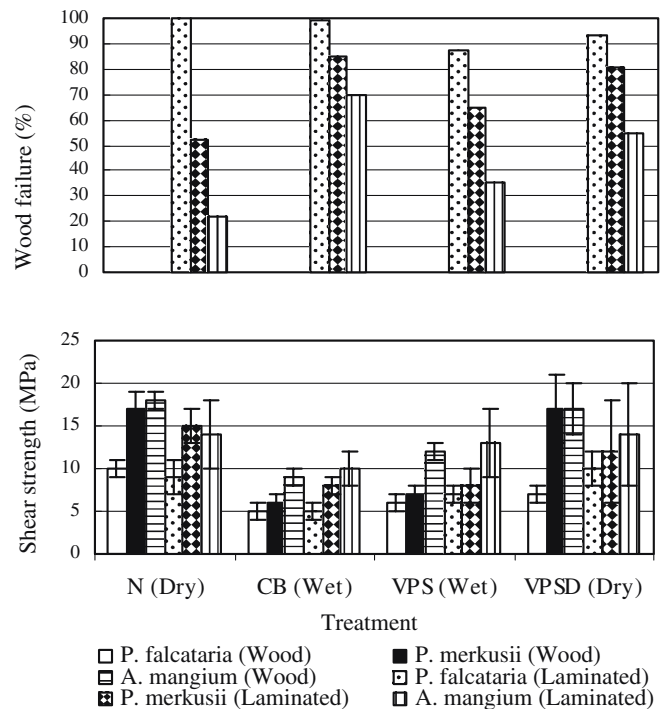 100
90
80
70
60
50
40
30
20
10
0
Wood failure (%)
25
20
15
10
5
0
Shear strength (MPa)
N (Dry) CB (Wet) VPS (Wet) VPSD (Dry)
Treatment
P. falcataria (Wood) P. merkusii (Wood)
A. mangium (Wood) P. falcataria (Laminated)
P. merkusii (Laminated) A. mangium (Laminated)